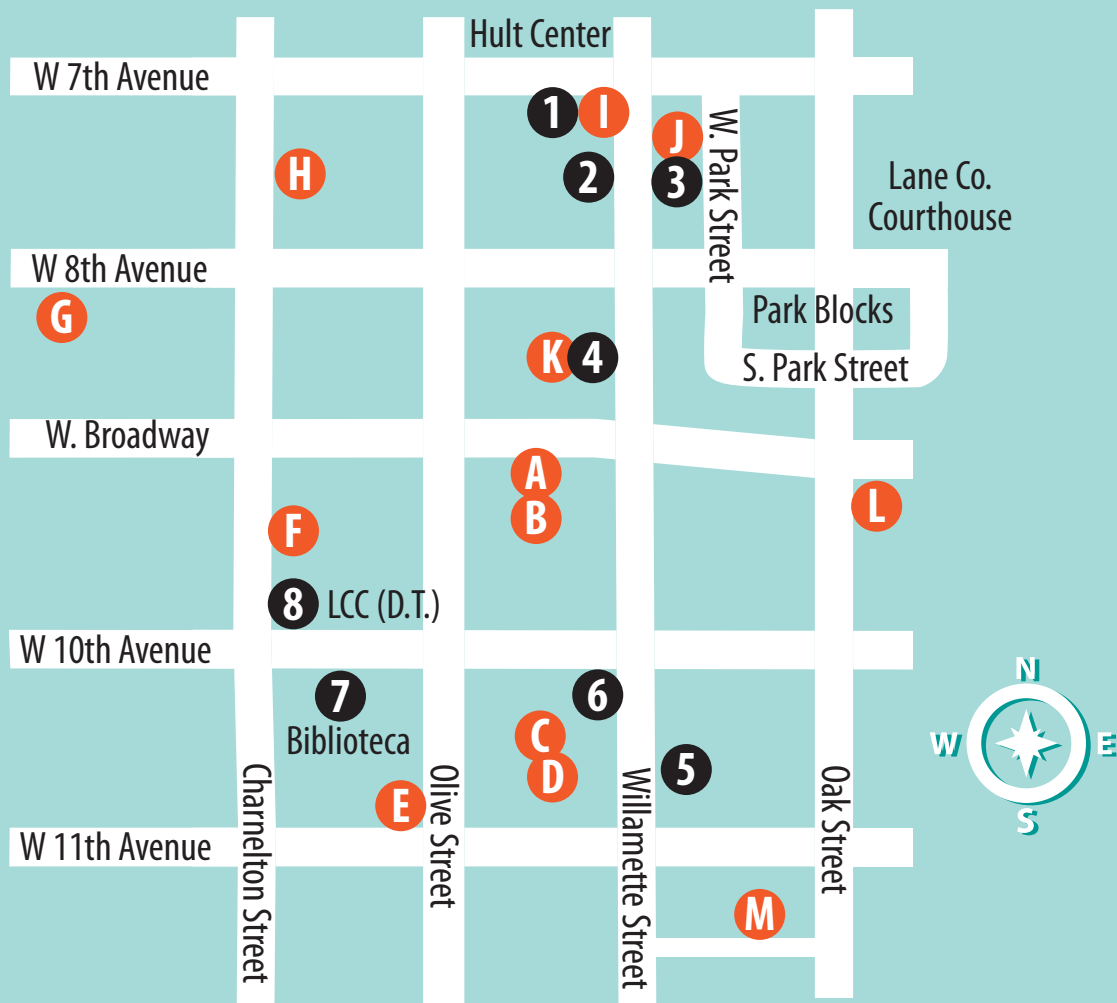 Hult Center
W 7th Avenue
1
I
J
H
2
3
W. Park Street
Lane Co.
Courthouse
W 8th Avenue
G
Park Blocks
K
4
S. Park Street
W. Broadway
A
B
L
F
8
LCC (D.T.)
W 10th Avenue
7
6
Biblioteca
C
D
5
E
N
W
E
S
Charnelton Street
Olive Street
Willamette Street
Oak Street
W 11th Avenue
M